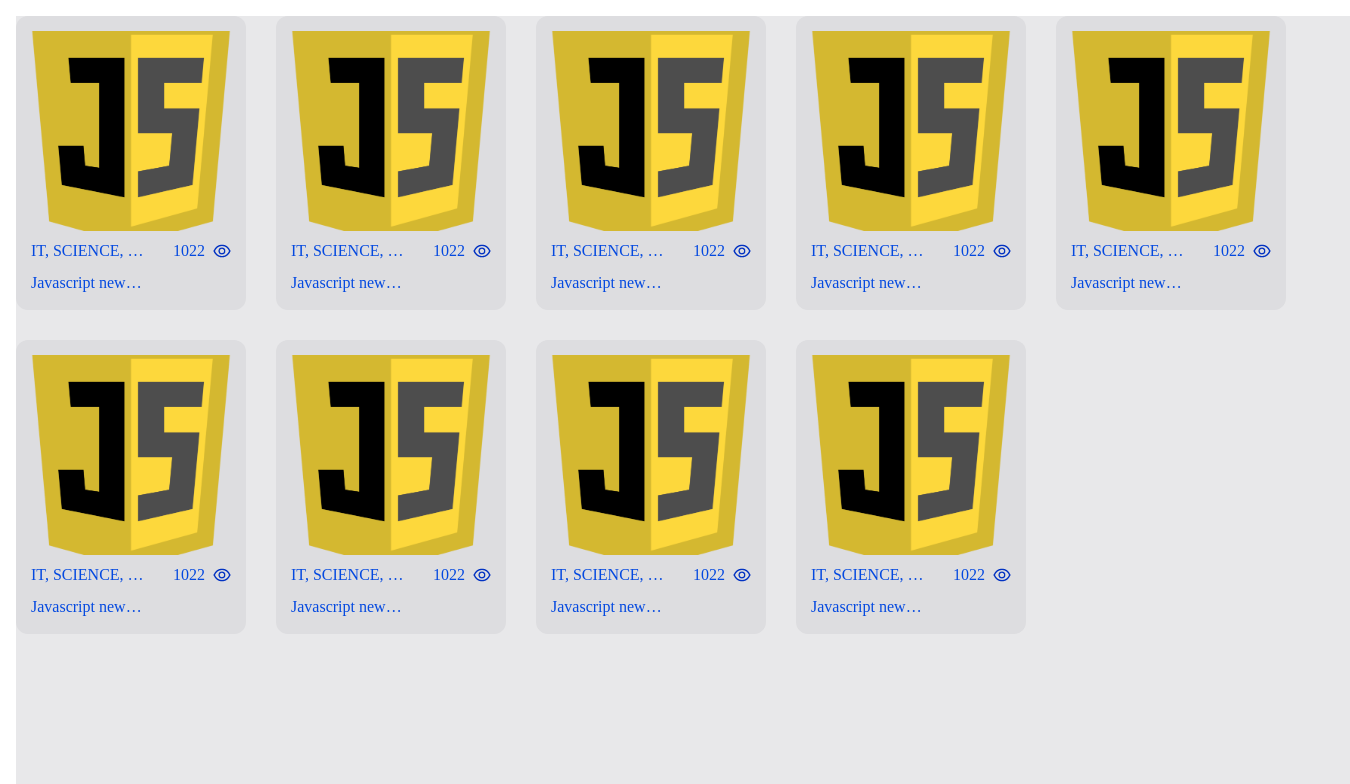 JS JS JS JS JS
IT, SCIENCE, … 1022 IT, SCIENCE, … 1022 IT, SCIENCE, … 1022 IT, SCIENCE, … 1022 IT, SCIENCE, … 1022
Javascript new… Javascript new… Javascript new… Javascript new… Javascript new…
JS JS JS JS
IT, SCIENCE, … 1022 IT, SCIENCE, … 1022 IT, SCIENCE, … 1022 IT, SCIENCE, … 1022
Javascript new… Javascript new… Javascript new… Javascript new…